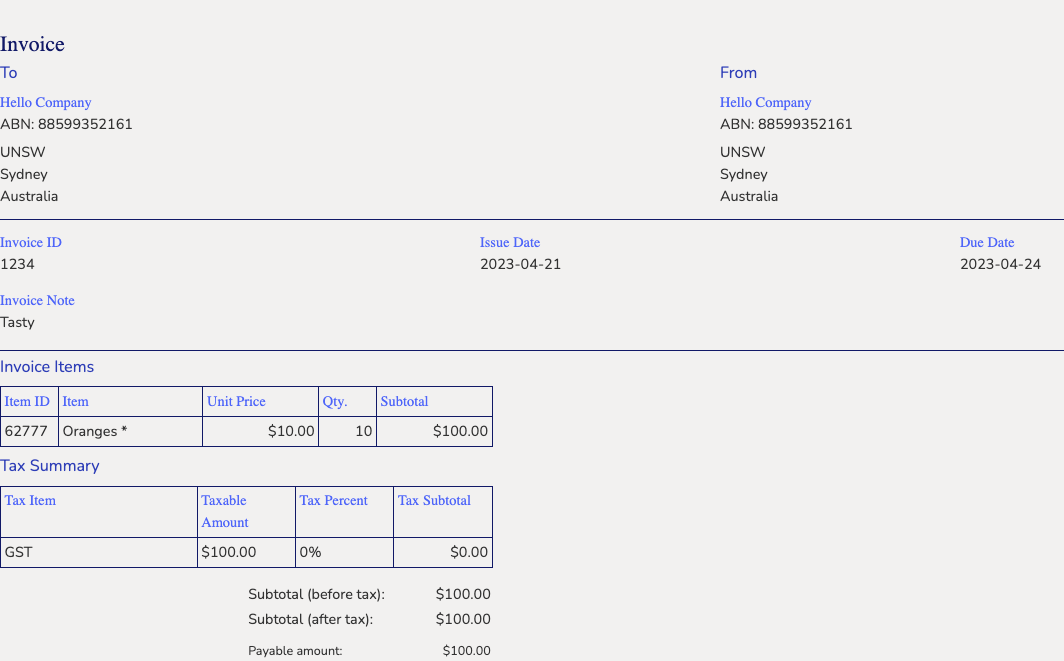 Invoice
To From
Hello Company Hello Company
ABN: 88599352161 ABN: 88599352161
UNSW UNSW
Sydney Sydney
Australia Australia
Invoice ID Issue Date Due Date
1234 2023-04-21 2023-04-24
Invoice Note
Tasty
Invoice Items
Item ID Item Unit Price Qty. Subtotal
62777 Oranges * $10.00 10 $100.00
Tax Summary
Tax Item Taxable Amount Tax Percent Tax Subtotal
GST $100.00 0% $0.00
Subtotal (before tax): $100.00
Subtotal (after tax): $100.00
Payable amount: $100.00